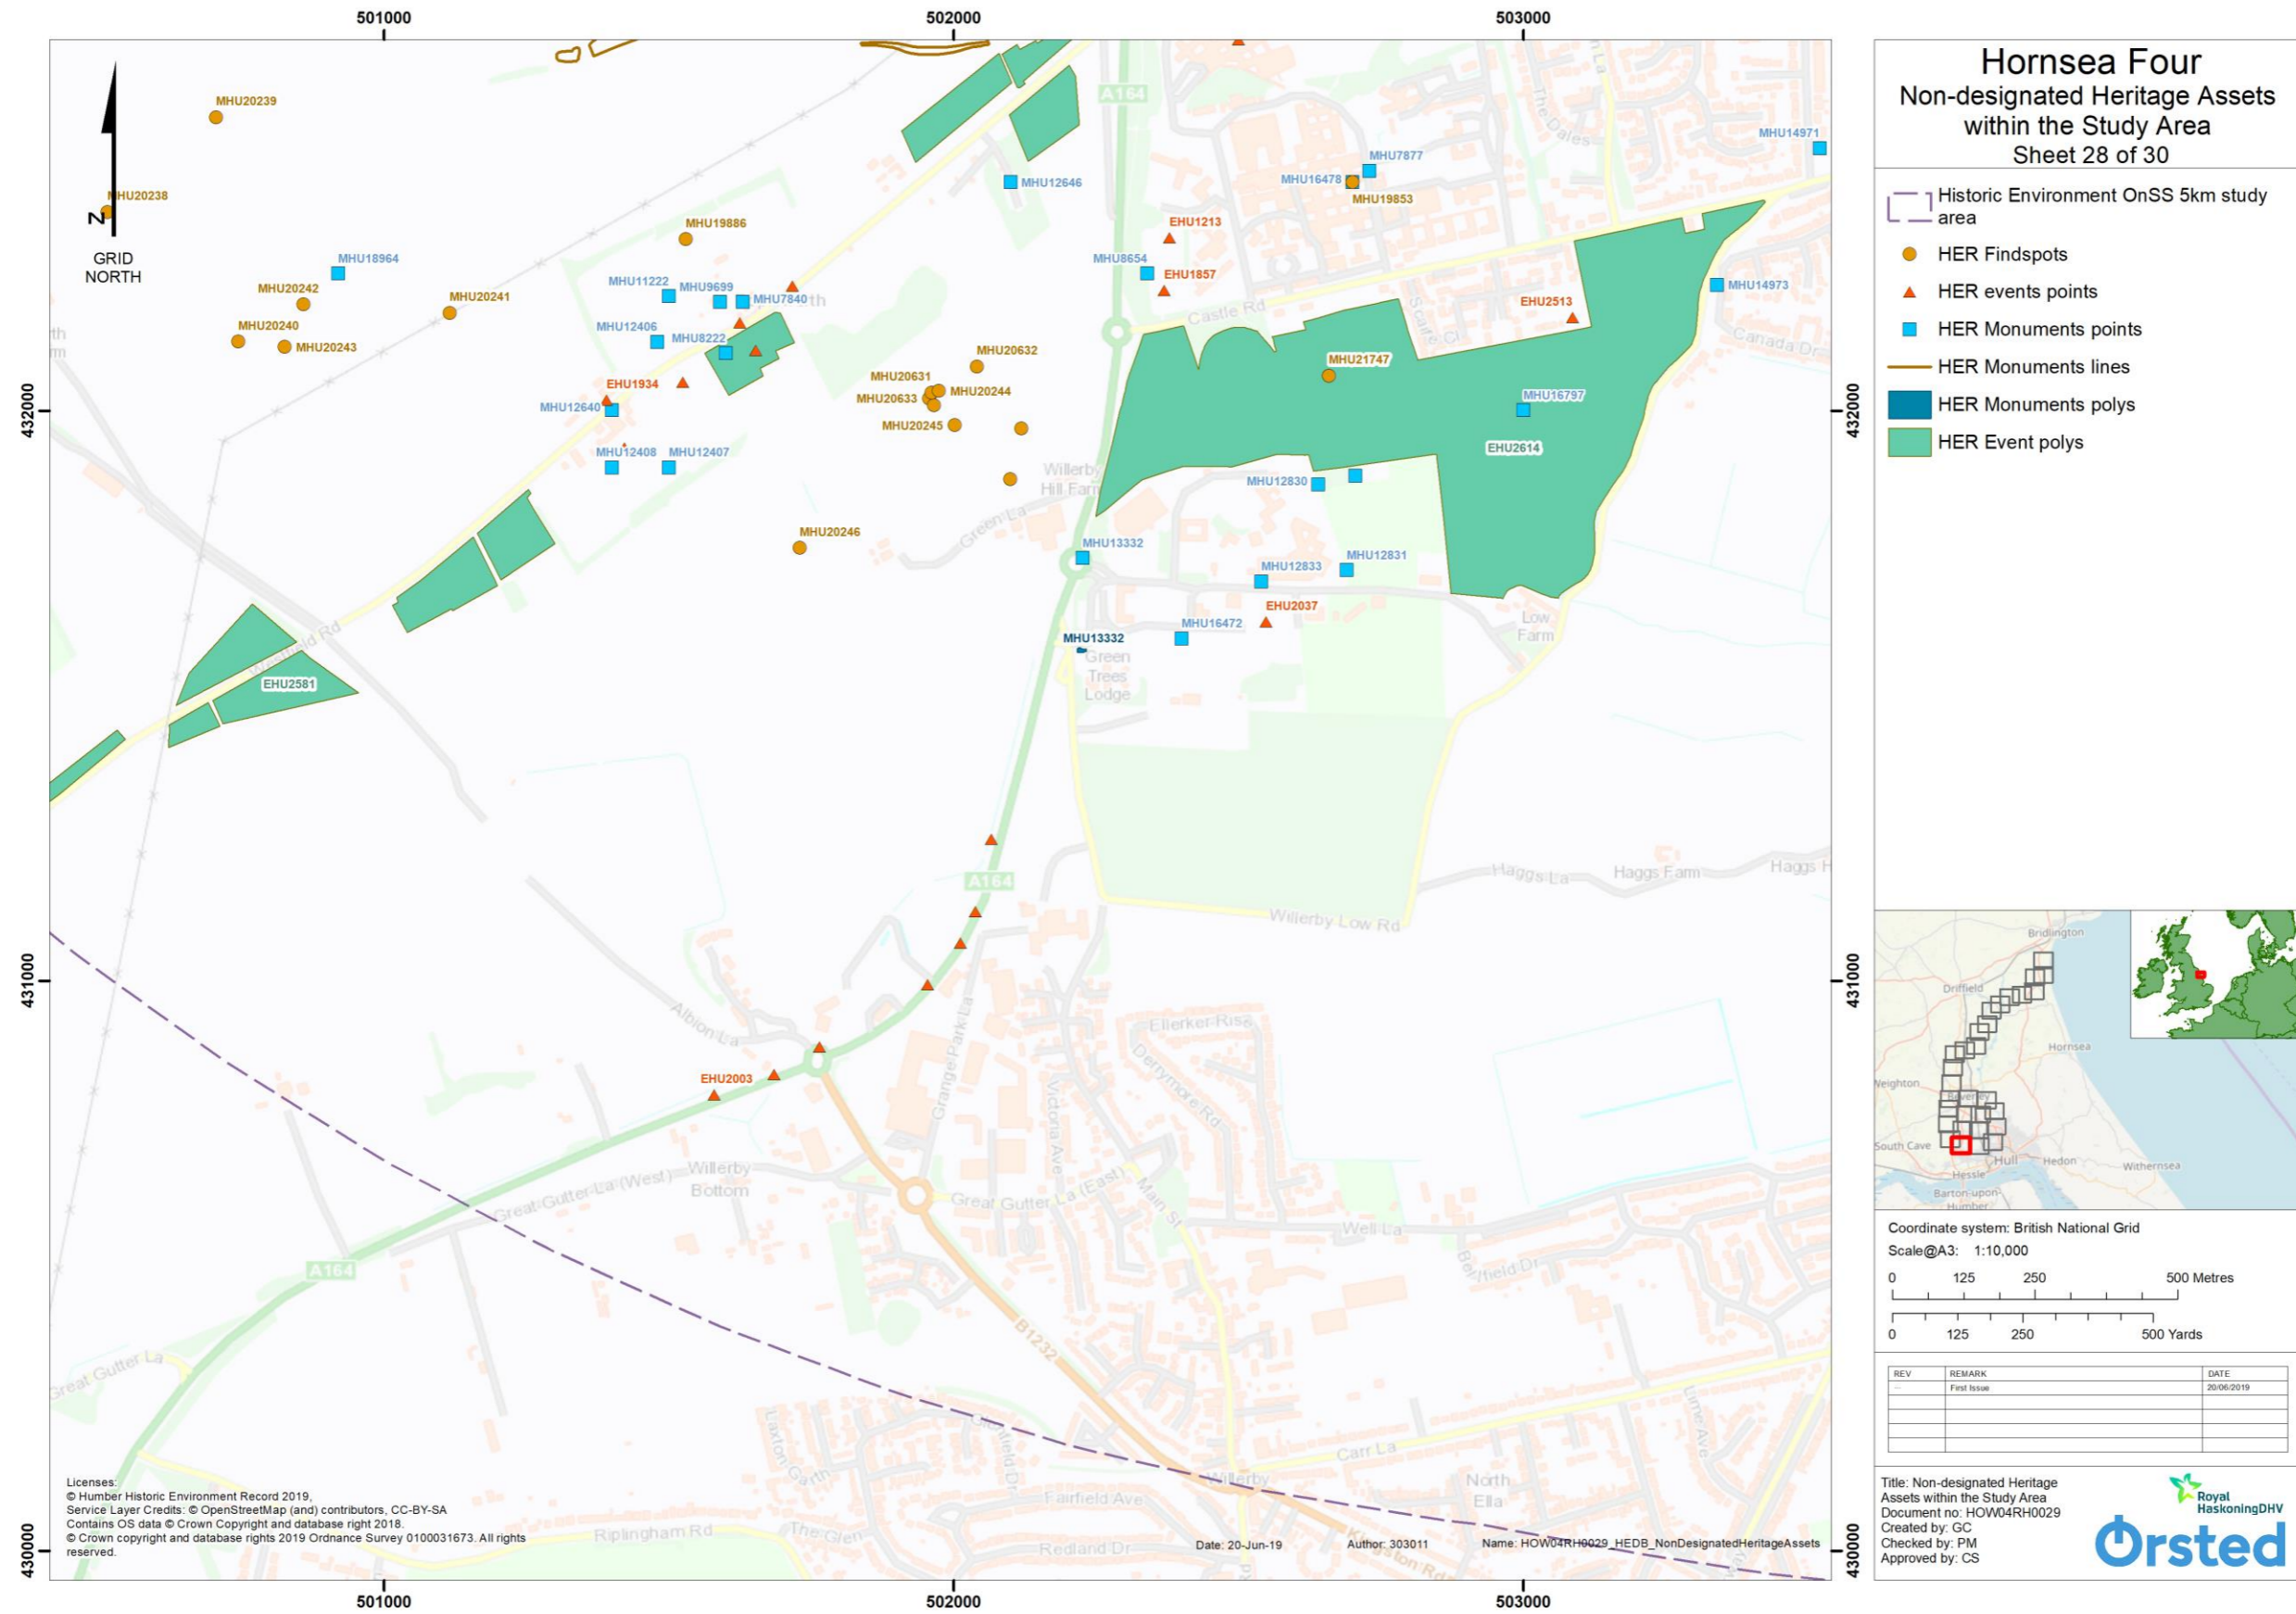 501000
502000
503000
432000
431000
430000
432000
431000
430000
501000
502000
503000
N
GRID
NORTH
MHU20239
MHU20238
MHU18964
MHU20242
MHU20241
MHU20240
MHU20243
MHU19886
MHU11222
MHU9699
MHU7840
MHU12406
MHU8222
EHU1934
MHU12640
MHU12408
MHU12407
MHU20632
MHU20631
MHU20244
MHU20633
MHU20245
MHU20246
MHU12646
A164
MHU7877
MHU16478
MHU19853
MHU14971
EHU1213
MHU8654
EHU1857
Castle Rd
Scaife Cl
The Dales
EHU2513
MHU14973
Canada Dr
MHU21747
MHU16797
EHU2614
Willerby
Hill Farm
Green La
MHU12830
MHU13332
MHU12833
MHU12831
EHU2037
MHU16472
MHU13332
Green
Trees
Lodge
Low
Farm
Westfield Rd
EHU2581
A164
Haggs La
Haggs Farm
Haggs H
Willerby Low Rd
Albion La
Grange Park La
Ellerker Rise
Derrymore Rd
Victoria Ave
EHU2003
Willerby
Bottom
Great Gutter La (West)
Great Gutter La (East)
Main St
Well La
A164
B1232
Great Gutter La
Carr La
Willerby
North
Ella
Fairfield Ave
Riplingham Rd
The Glen
Redland Dr
Kingston Rd
Licenses:
© Humber Historic Environment Record 2019,
Service Layer Credits: © OpenStreetMap (and) contributors, CC-BY-SA
Contains OS data © Crown Copyright and database right 2018.
© Crown copyright and database rights 2019 Ordnance Survey 0100031673. All rights
reserved.
Date: 20-Jun-19 Author: 303011 Name: HOW04RH0029_HEDB_NonDesignatedHeritageAssets
Hornsea Four
Non-designated Heritage Assets
within the Study Area
Sheet 28 of 30
Historic Environment OnSS 5km study
area
HER Findspots
HER events points
HER Monuments points
HER Monuments lines
HER Monuments polys
HER Event polys
Bridlington
Driffield
Hornsea
Weighton
Beverley
South Cave
Hull
Hedon
Withernsea
Hessle
Barton-upon-
Humber
Coordinate system: British National Grid
Scale@A3: 1:10,000
0 125 250 500 Metres
0 125 250 500 Yards
REV REMARK DATE
-- First Issue 20/06/2019
Title: Non-designated Heritage
Assets within the Study Area
Document no: HOW04RH0029
Created by: GC
Checked by: PM
Approved by: CS
Royal
HaskoningDHV
Ørsted